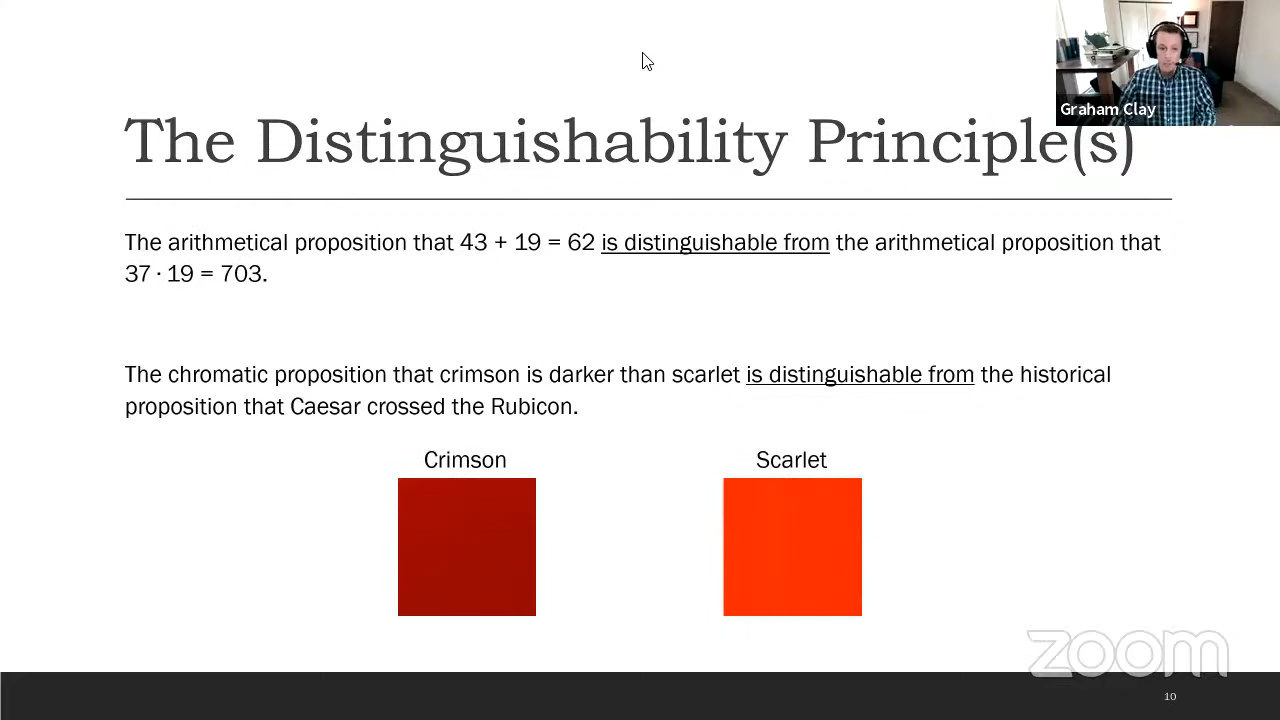 Graham Clay
The Distinguishability Principle(s)
The arithmetical proposition that 43 + 19 = 62 is distinguishable from the arithmetical proposition that
37 · 19 = 703.
The chromatic proposition that crimson is darker than scarlet is distinguishable from the historical
proposition that Caesar crossed the Rubicon.
Crimson
Scarlet
zoom
10